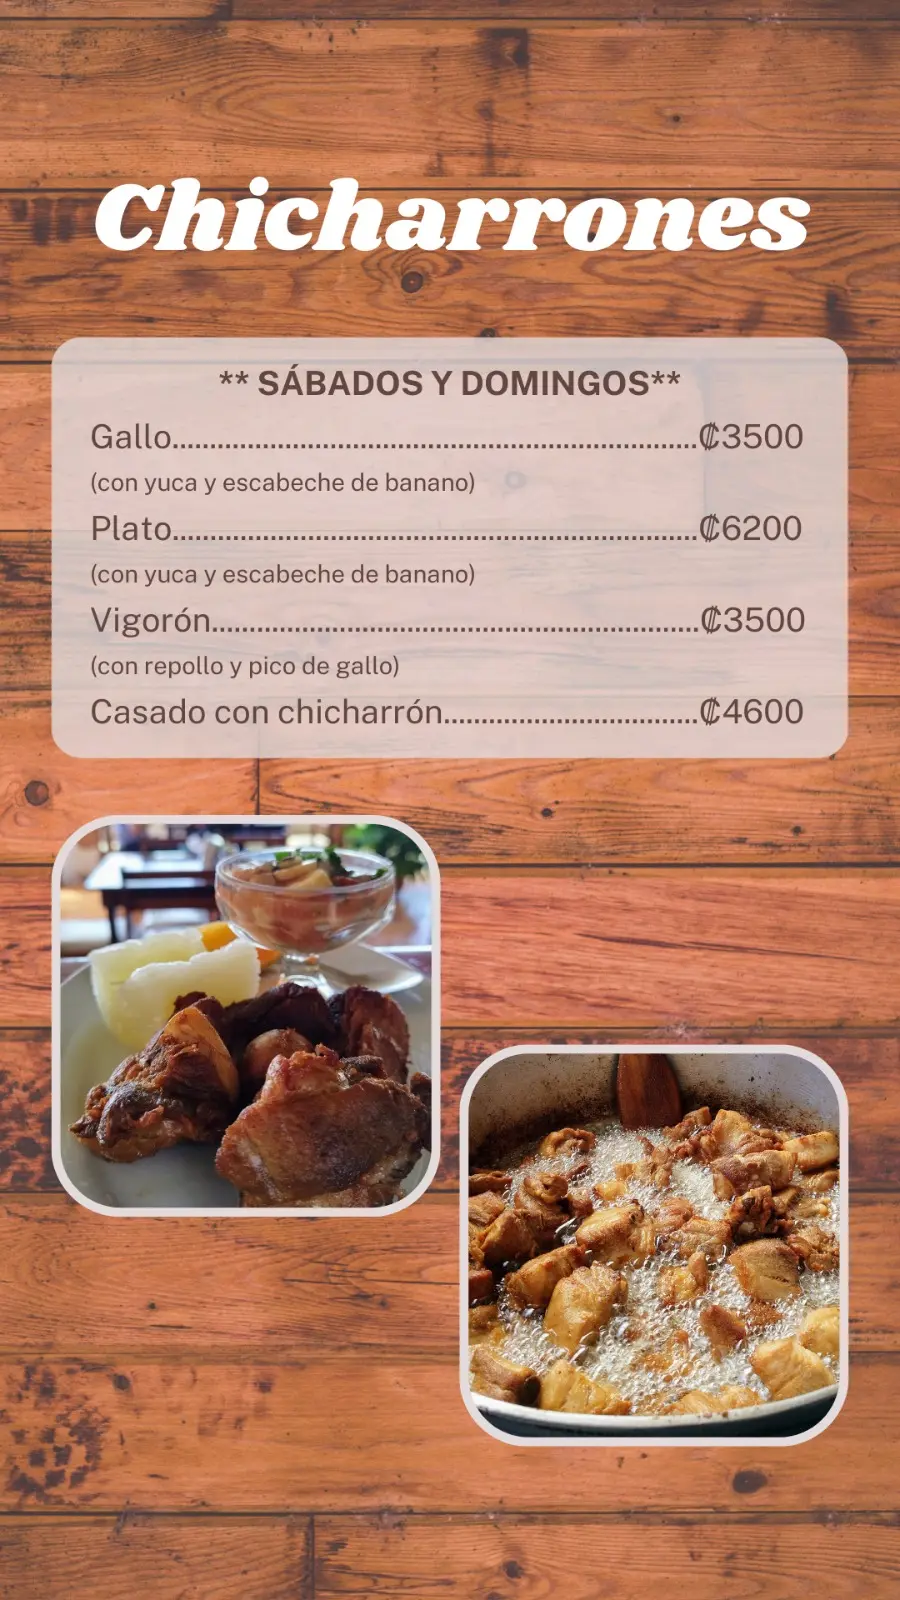 Chicharrones
** SÁBADOS Y DOMINGOS**
Gallo......................................................................₡3500
(con yuca y escabeche de banano)
Plato......................................................................₡6200
(con yuca y escabeche de banano)
Vigorón.................................................................₡3500
(con repollo y pico de gallo)
Casado con chicharrón..................................₡4600